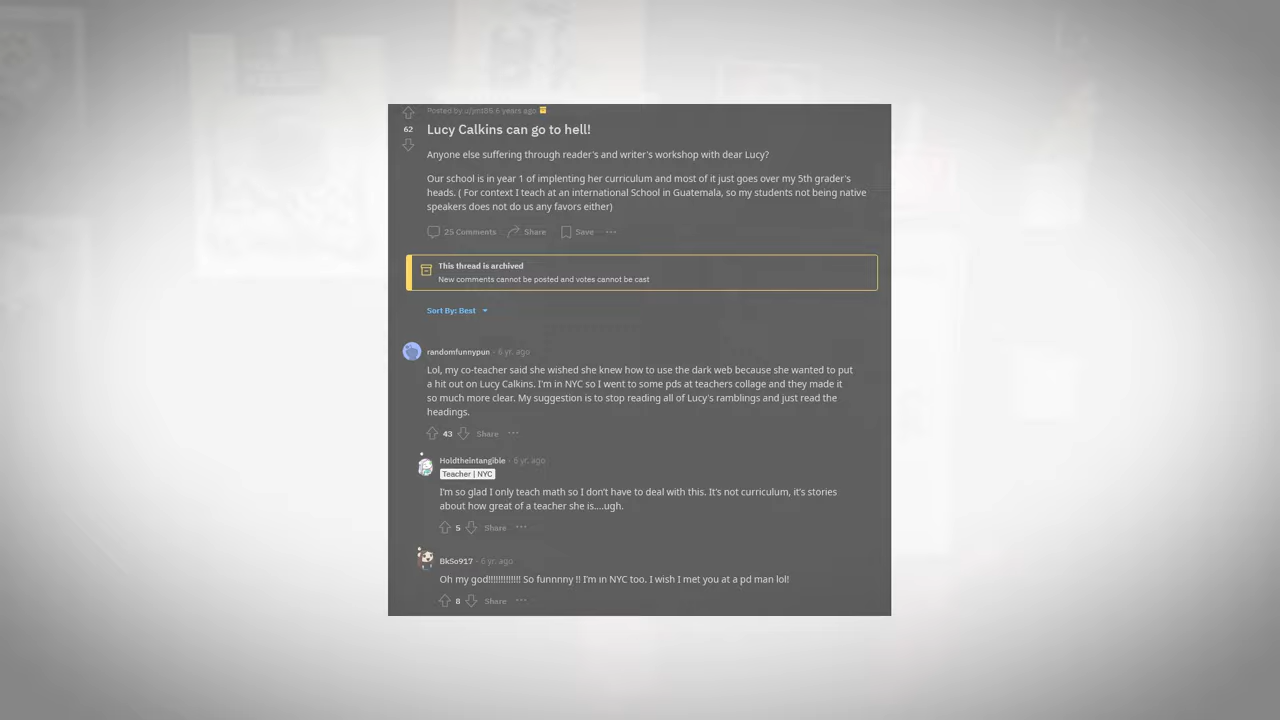 Posted by u/jmt86 6 years ago
62
Lucy Calkins can go to hell!
Anyone else suffering through reader's and writer's workshop with dear Lucy?
Our school is in year 1 of implenting her curriculum and most of it just goes over my 5th grader's
heads. ( For context I teach at an international School in Guatemala, so my students not being native
speakers does not do us any favors either)
25 Comments Share Save ···
This thread is archived
New comments cannot be posted and votes cannot be cast
Sort By: Best
randomfunnypun · 6 yr. ago
Lol, my co-teacher said she wished she knew how to use the dark web because she wanted to put
a hit out on Lucy Calkins. I'm in NYC so I went to some pds at teachers collage and they made it
so much more clear. My suggestion is to stop reading all of Lucy's ramblings and just read the
headings.
43 Share ···
Holdtheintangible · 6 yr. ago
Teacher | NYC
I'm so glad I only teach math so I don't have to deal with this. It's not curriculum, it's stories
about how great of a teacher she is....ugh.
5 Share ···
BkSo917 · 6 yr. ago
Oh my god!!!!!!!!!!!!! So funnnny !! I'm in NYC too. I wish I met you at a pd man lol!
8 Share ···